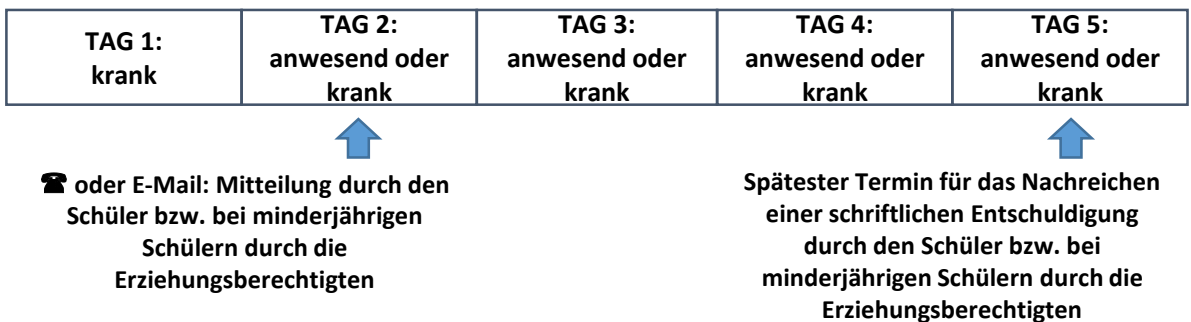 TAG 1:
krank
TAG 2:
anwesend oder
krank
TAG 3:
anwesend oder
krank
TAG 4:
anwesend oder
krank
TAG 5:
anwesend oder
krank
☎ oder E-Mail: Mitteilung durch den
Schüler bzw. bei minderjährigen
Schülern durch die
Erziehungsberechtigten
Spätester Termin für das Nachreichen
einer schriftlichen Entschuldigung
durch den Schüler bzw. bei
minderjährigen Schülern durch die
Erziehungsberechtigten